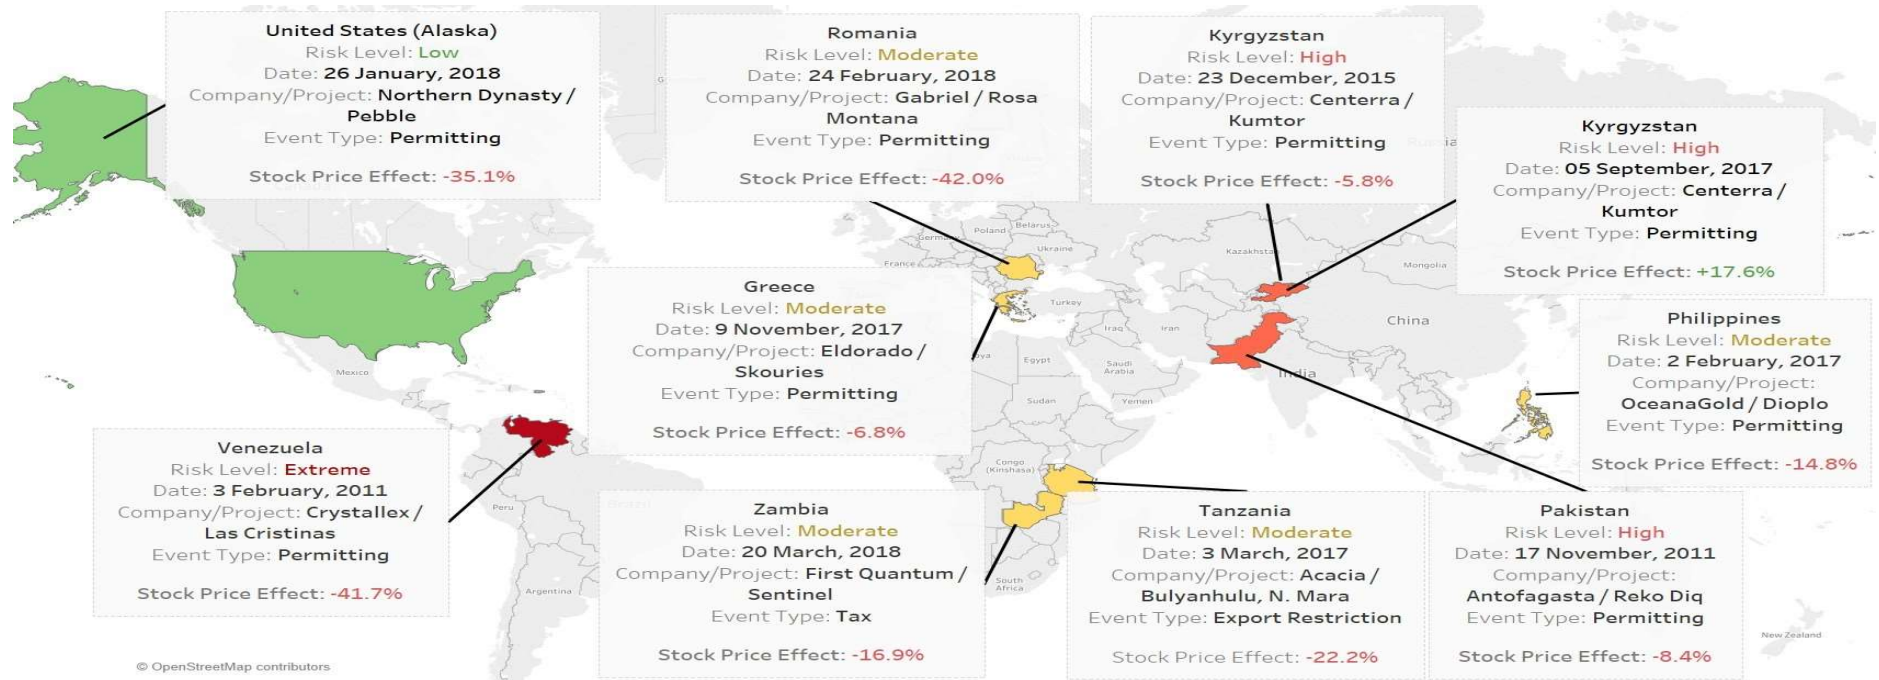 United States (Alaska)
Risk Level: Low
Date: 26 January, 2018
Company/Project: Northern Dynasty /
Pebble
Event Type: Permitting
Stock Price Effect: -35.1%
Romania
Risk Level: Moderate
Date: 24 February, 2018
Company/Project: Gabriel / Rosa
Montana
Event Type: Permitting
Stock Price Effect: -42.0%
Kyrgyzstan
Risk Level: High
Date: 23 December, 2015
Company/Project: Centerra /
Kumtor
Event Type: Permitting
Stock Price Effect: -5.8%
Kyrgyzstan
Risk Level: High
Date: 05 September, 2017
Company/Project: Centerra /
Kumtor
Event Type: Permitting
Stock Price Effect: +17.6%
Greece
Risk Level: Moderate
Date: 9 November, 2017
Company/Project: Eldorado /
Skouries
Event Type: Permitting
Stock Price Effect: -6.8%
Philippines
Risk Level: Moderate
Date: 2 February, 2017
Company/Project:
OceanaGold / Dioplo
Event Type: Permitting
Stock Price Effect: -14.8%
Venezuela
Risk Level: Extreme
Date: 3 February, 2011
Company/Project: Crystallex /
Las Cristinas
Event Type: Permitting
Stock Price Effect: -41.7%
Zambia
Risk Level: Moderate
Date: 20 March, 2018
Company/Project: First Quantum /
Sentinel
Event Type: Tax
Stock Price Effect: -16.9%
Tanzania
Risk Level: Moderate
Date: 3 March, 2017
Company/Project: Acacia /
Bulyanhulu, N. Mara
Event Type: Export Restriction
Stock Price Effect: -22.2%
Pakistan
Risk Level: High
Date: 17 November, 2011
Company/Project:
Antofagasta / Reko Diq
Event Type: Permitting
Stock Price Effect: -8.4%
Poland
Belarus
Ukraine
France
Turkey
Kazakhsta
Mongolia
China
Iraq
Iran
India
Egypt
Saudi
Arabia
Sudan
Yemen
Congo
(Kinshasa)
South
Africa
Mexico
Peru
Brazil
Argentina
New Zealand
© OpenStreetMap contributors